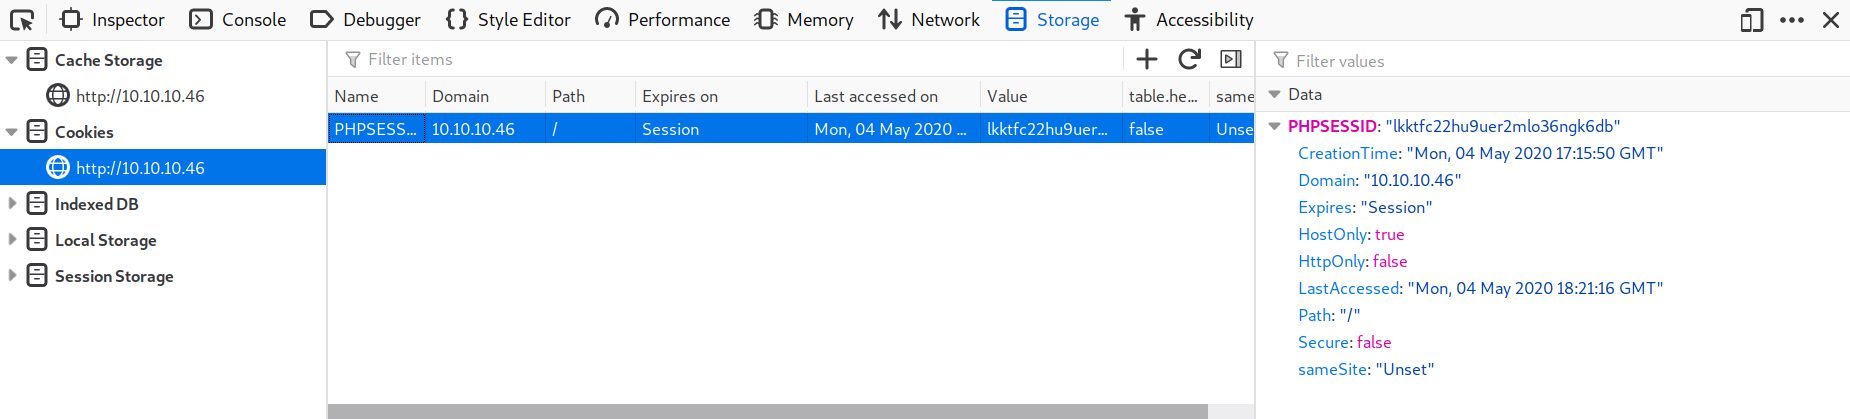 Inspector Console Debugger Style Editor Performance Memory Network Storage Accessibility
Cache Storage
http://10.10.10.46
Cookies
http://10.10.10.46
Indexed DB
Local Storage
Session Storage
Filter items
Name Domain Path Expires on Last accessed on Value table.he... same
PHPSESS... 10.10.10.46 / Session Mon, 04 May 2020 ... lkktfc22hu9uer... false Unse
Filter values
Data
PHPSESSID: "lkktfc22hu9uer2mlo36ngk6db"
CreationTime: "Mon, 04 May 2020 17:15:50 GMT"
Domain: "10.10.10.46"
Expires: "Session"
HostOnly: true
HttpOnly: false
LastAccessed: "Mon, 04 May 2020 18:21:16 GMT"
Path: "/"
Secure: false
sameSite: "Unset"